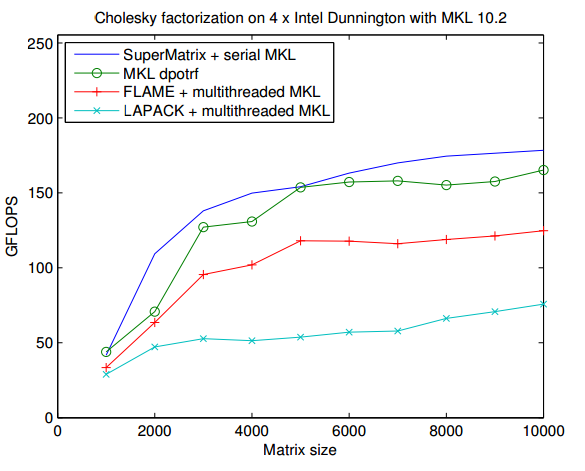 Cholesky factorization on 4 x Intel Dunnington with MKL 10.2
250
SuperMatrix + serial MKL
MKL dpotrf
FLAME + multithreaded MKL
LAPACK + multithreaded MKL
200
150
GFLOPS
100
50
0
0 2000 4000 6000 8000 10000
Matrix size